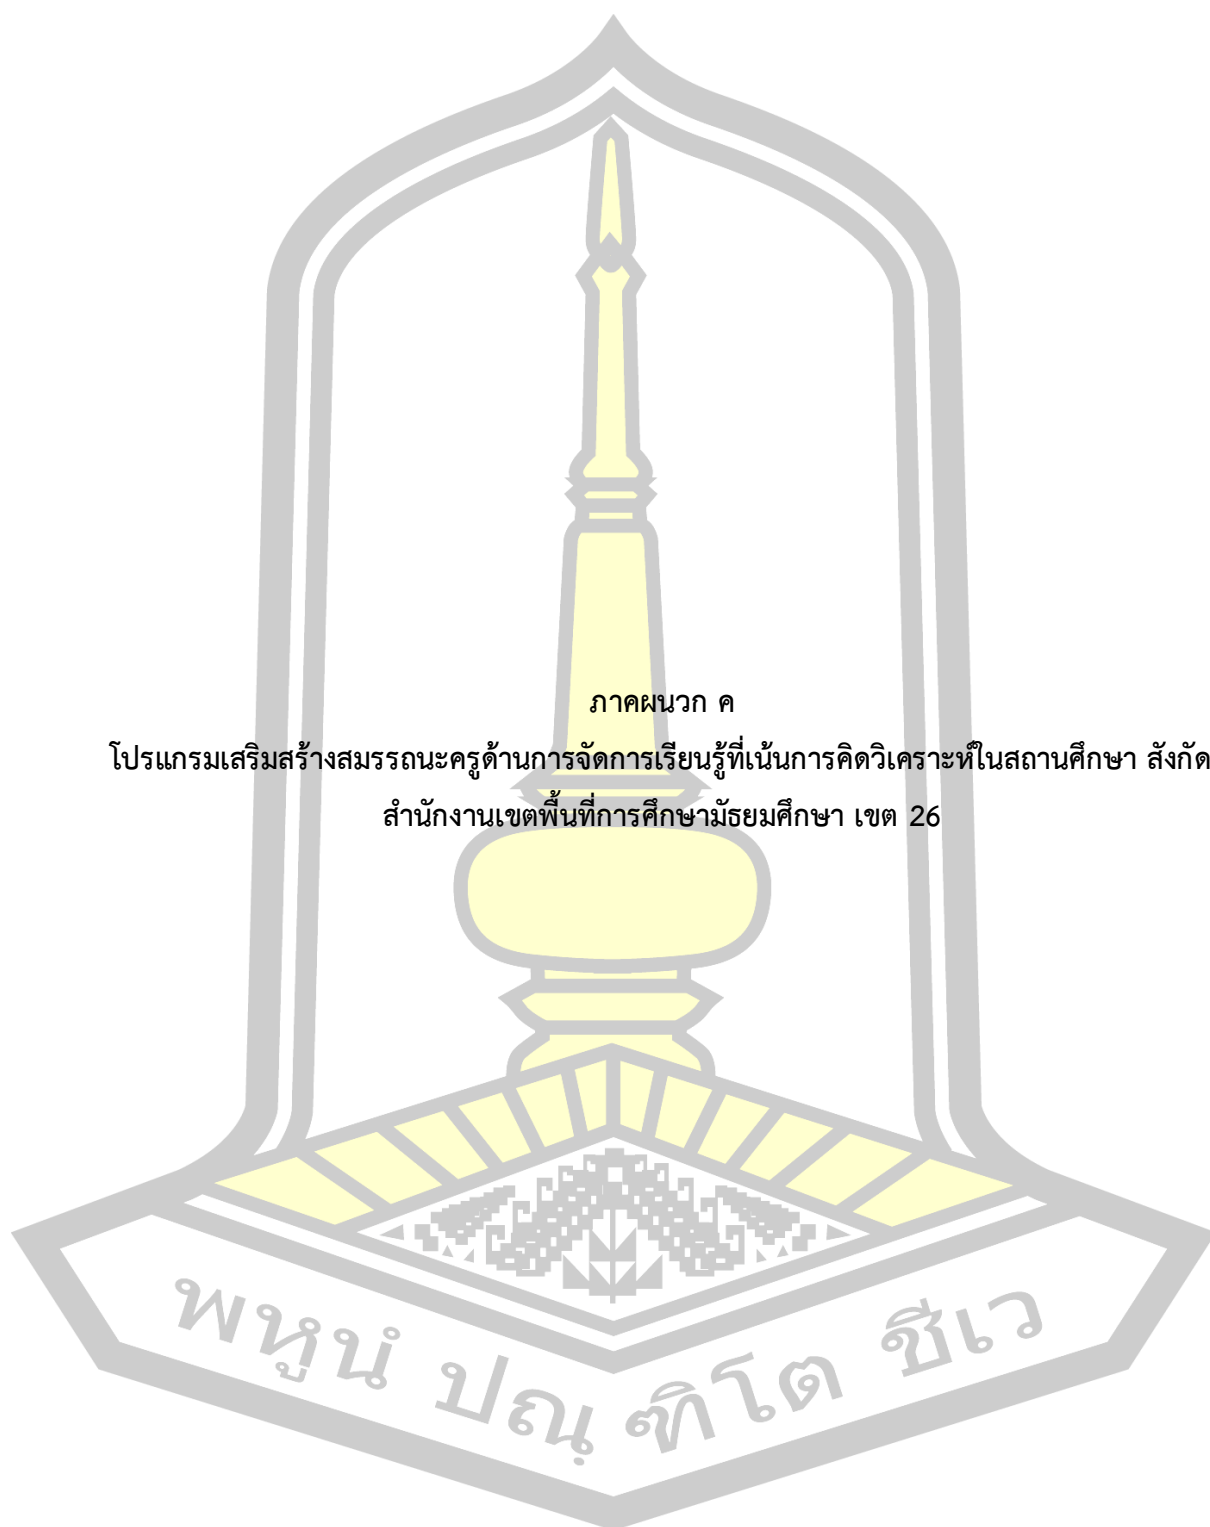 ภาคผนวก ค
โปรแกรมเสริมสร้างสมรรถนะครูด้านการจัดการเรียนรู้ที่เน้นการคิดวิเคราะห์ในสถานศึกษา สังกัด
สำนักงานเขตพื้นที่การศึกษามัธยมศึกษา เขต 26
พหูนํ ปณฺฑิโต ชีเว